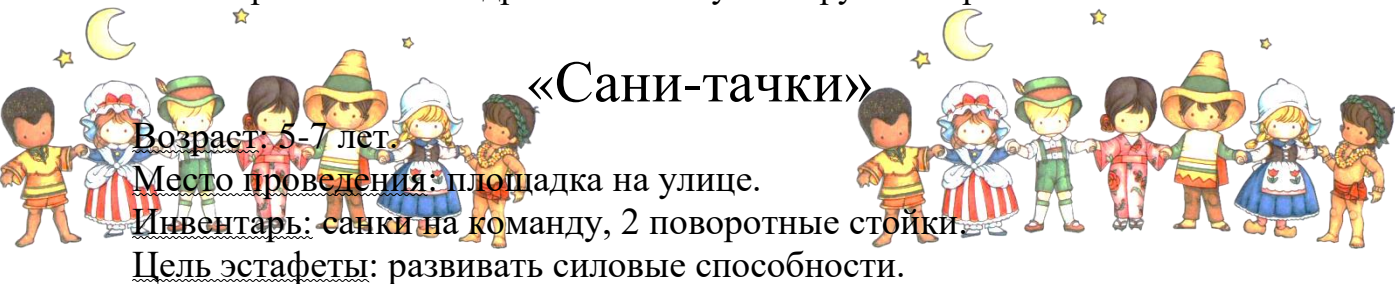 «Сани-тачки»
Возраст: 5-7 лет.
Место проведения: площадка на улице.
Инвентарь: санки на команду, 2 поворотные стойки.
Цель эстафеты: развивать силовые способности.